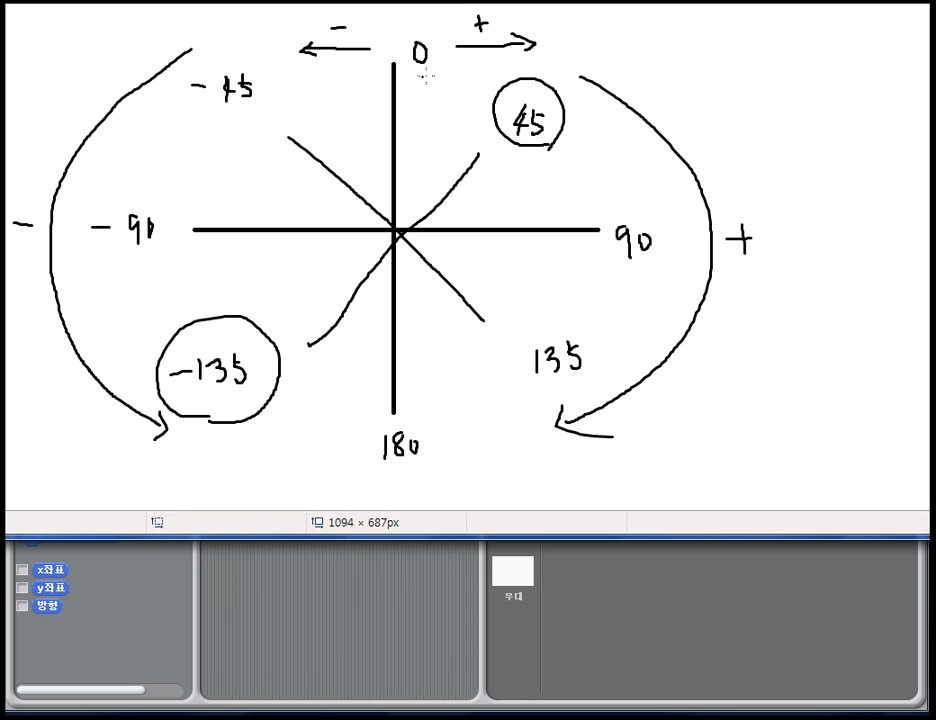 - 0 +
- 45
45
- - 90
90 +
-135
135
180
1094 × 687px
x좌표
y좌표
방향
무대